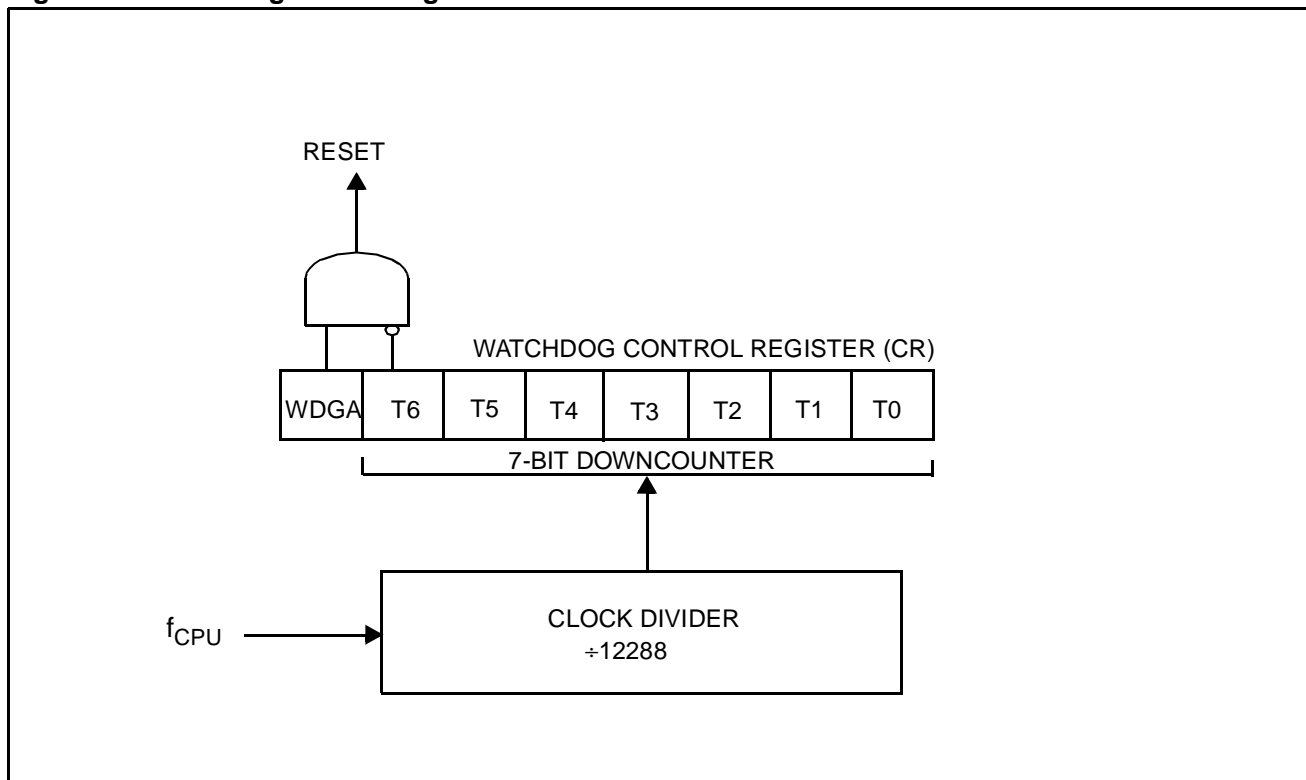 RESET
WATCHDOG CONTROL REGISTER (CR)
WDGA T6 T5 T4 T3 T2 T1 T0
7-BIT DOWNCOUNTER
fCPU
CLOCK DIVIDER
÷12288